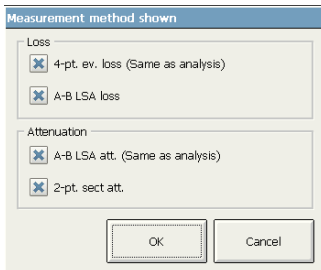 Measurement method shown
Loss
4-pt. ev. loss (Same as analysis)
A-B LSA loss
Attenuation
A-B LSA att. (Same as analysis)
2-pt. sect att.
OK
Cancel